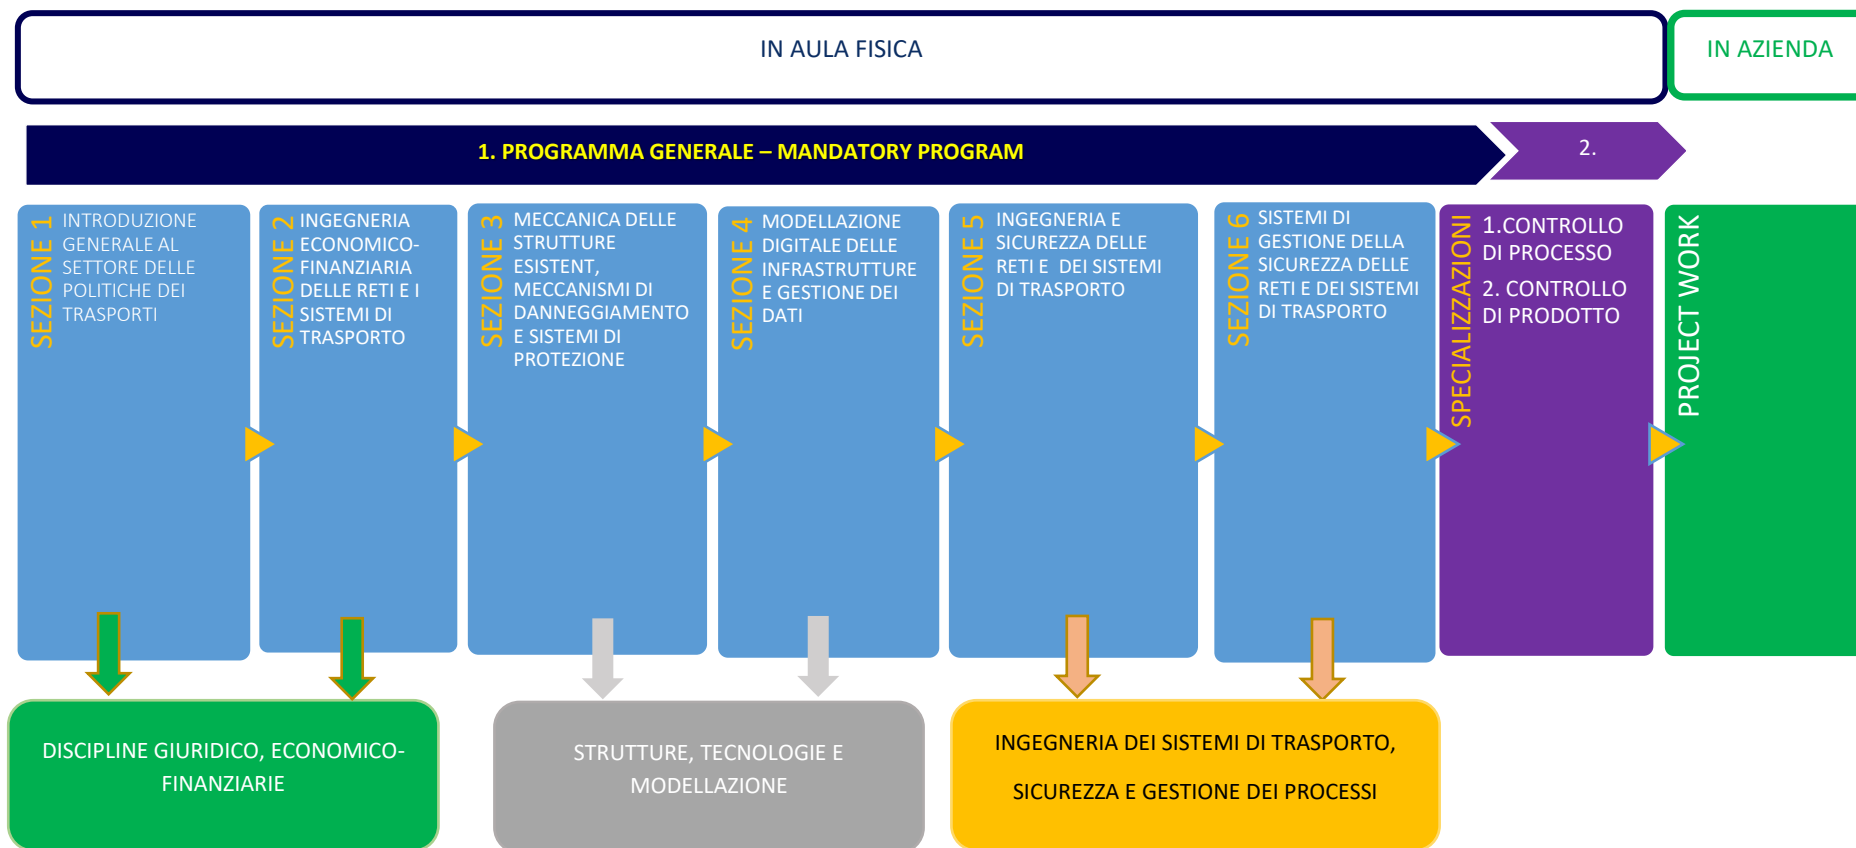 IN AULA FISICA
IN AZIENDA
1. PROGRAMMA GENERALE – MANDATORY PROGRAM
2.
SEZIONE 1
INTRODUZIONE
GENERALE AL
SETTORE DELLE
POLITICHE DEI
TRASPORTI
SEZIONE 2
INGEGNERIA
ECONOMICO-
FINANZIARIA
DELLE RETI E I
SISTEMI DI
TRASPORTO
SEZIONE 3
MECCANICA DELLE
STRUTTURE
ESISTENT,
MECCANISMI DI
DANNEGGIAMENTO
E SISTEMI DI
PROTEZIONE
SEZIONE 4
MODELLAZIONE
DIGITALE DELLE
INFRASTRUTTURE
E GESTIONE DEI
DATI
SEZIONE 5
INGEGNERIA E
SICUREZZA DELLE
RETI E DEI SISTEMI
DI TRASPORTO
SEZIONE 6
SISTEMI DI
GESTIONE DELLA
SICUREZZA DELLE
RETI E DEI SISTEMI
DI TRASPORTO
SPECIALIZZAZIONI
1.CONTROLLO
DI PROCESSO
2. CONTROLLO
DI PRODOTTO
PROJECT WORK
DISCIPLINE GIURIDICO, ECONOMICO-
FINANZIARIE
STRUTTURE, TECNOLOGIE E
MODELLAZIONE
INGEGNERIA DEI SISTEMI DI TRASPORTO,
SICUREZZA E GESTIONE DEI PROCESSI